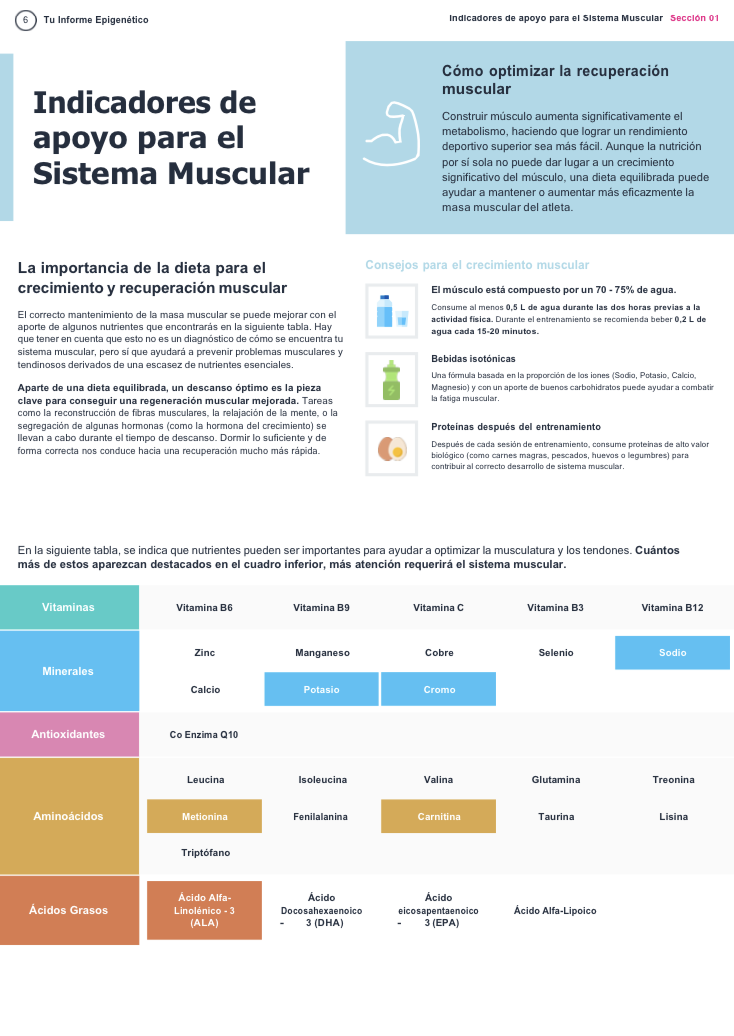 6
Tu Informe Epigenético
Indicadores de apoyo para el Sistema Muscular Sección 01
Indicadores de
apoyo para el
Sistema Muscular
Cómo optimizar la recuperación
muscular
Construir músculo aumenta significativamente el
metabolismo, haciendo que lograr un rendimiento
deportivo superior sea más fácil. Aunque la nutrición
por sí sola no puede dar lugar a un crecimiento
significativo del músculo, una dieta equilibrada puede
ayudar a mantener o aumentar más eficazmente la
masa muscular del atleta.
La importancia de la dieta para el
crecimiento y recuperación muscular
El correcto mantenimiento de la masa muscular se puede mejorar con el
aporte de algunos nutrientes que encontrarás en la siguiente tabla. Hay
que tener en cuenta que esto no es un diagnóstico de cómo se encuentra tu
sistema muscular, pero sí que ayudará a prevenir problemas musculares y
tendinosos derivados de una escasez de nutrientes esenciales.
Aparte de una dieta equilibrada, un descanso óptimo es la pieza
clave para conseguir una regeneración muscular mejorada. Tareas
como la reconstrucción de fibras musculares, la relajación de la mente, o la
segregación de algunas hormonas (como la hormona del crecimiento) se
llevan a cabo durante el tiempo de descanso. Dormir lo suficiente y de
forma correcta nos conduce hacia una recuperación mucho más rápida.
Consejos para el crecimiento muscular
El músculo está compuesto por un 70 - 75% de agua.
Consume al menos 0,5 L de agua durante las dos horas previas a la
actividad física. Durante el entrenamiento se recomienda beber 0,2 L de
agua cada 15-20 minutos.
Bebidas isotónicas
Una fórmula basada en la proporción de los iones (Sodio, Potasio, Calcio,
Magnesio) y con un aporte de buenos carbohidratos puede ayudar a combatir
la fatiga muscular.
Proteínas después del entrenamiento
Después de cada sesión de entrenamiento, consume proteínas de alto valor
biológico (como carnes magras, pescados, huevos o legumbres) para
contribuir al correcto desarrollo de sistema muscular.
En la siguiente tabla, se indica que nutrientes pueden ser importantes para ayudar a optimizar la musculatura y los tendones. Cuántos
más de estos aparezcan destacados en el cuadro inferior, más atención requerirá el sistema muscular.
Vitaminas Vitamina B6 Vitamina B9 Vitamina C Vitamina B3 Vitamina B12
Minerales Zinc Manganeso Cobre Selenio Sodio
Calcio Potasio Cromo
Antioxidantes Co Enzima Q10
Aminoácidos Leucina Isoleucina Valina Glutamina Treonina
Metionina Fenilalanina Carnitina Taurina Lisina
Triptófano
Ácidos Grasos
Ácido Alfa-
Linolénico - 3
(ALA)
Ácido
Docosahexaenoico
- 3 (DHA)
Ácido
eicosapentaenoico
- 3 (EPA)
Ácido Alfa-Lipoico